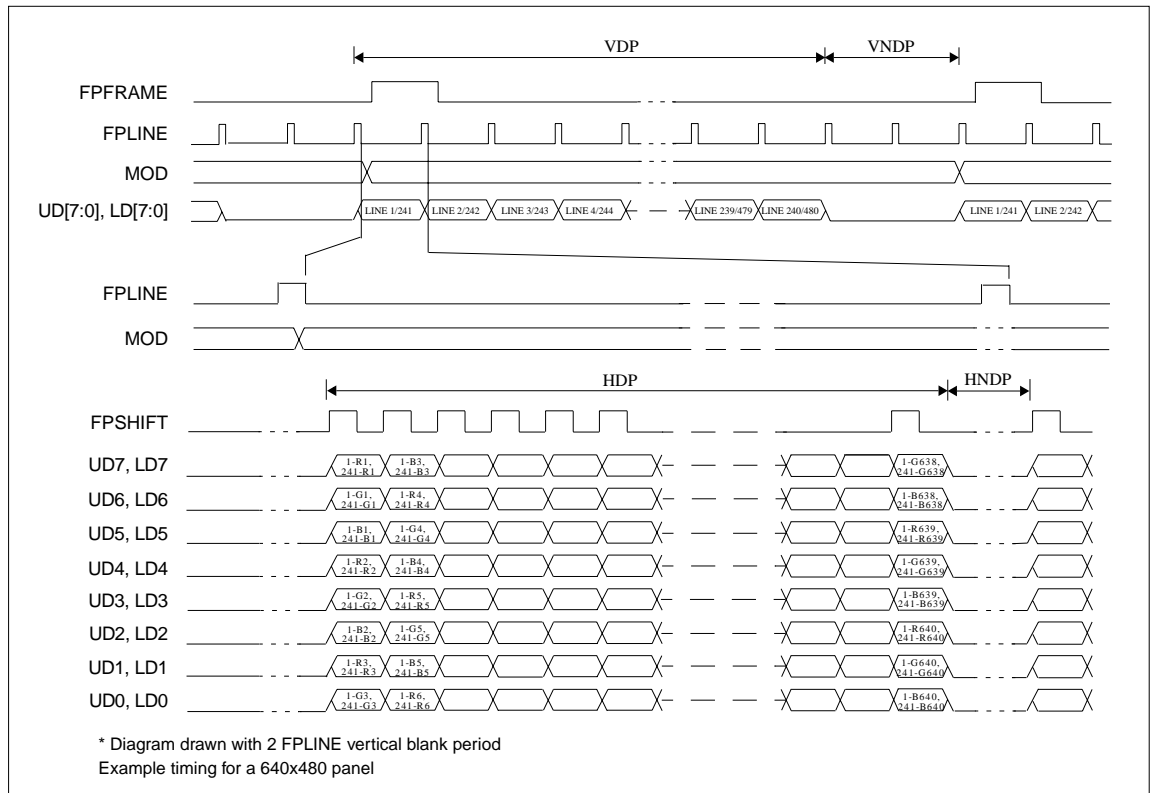 VDP VNDP
FPFRAME
FPLINE
MOD
UD[7:0], LD[7:0] LINE 1/241 LINE 2/242 LINE 3/243 LINE 4/244 LINE 239/479 LINE 240/480 LINE 1/241 LINE 2/242
FPLINE
MOD
HDP HNDP
FPSHIFT
UD7, LD7 1-R1, 241-R1 1-B3, 241-B3 1-G638, 241-G638
UD6, LD6 1-G1, 241-G1 1-R4, 241-R4 1-B638, 241-B638
UD5, LD5 1-B1, 241-B1 1-G4, 241-G4 1-R639, 241-R639
UD4, LD4 1-R2, 241-R2 1-B4, 241-B4 1-G639, 241-G639
UD3, LD3 1-G2, 241-G2 1-R5, 241-R5 1-B639, 241-B639
UD2, LD2 1-B2, 241-B2 1-G5, 241-G5 1-R640, 241-R640
UD1, LD1 1-R3, 241-R3 1-B5, 241-B5 1-G640, 241-G640
UD0, LD0 1-G3, 241-G3 1-R6, 241-R6 1-B640, 241-B640
* Diagram drawn with 2 FPLINE vertical blank period
Example timing for a 640x480 panel